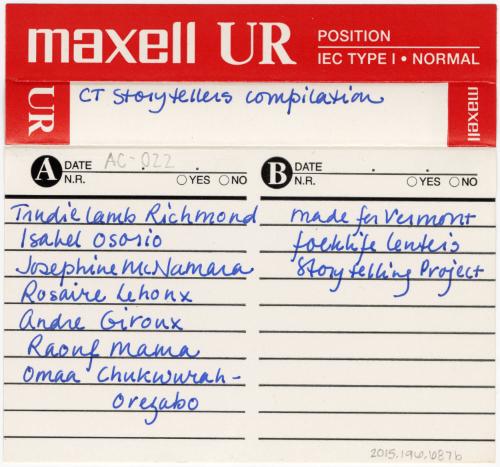 maxell UR POSITION
IEC TYPE I • NORMAL
UR CT Storytellers compilation maxell
A DATE AC-022 . .
N.R. ○YES ○NO
Trudie Lamb Richmond
Isabel Osorio
Josephine McNamara
Rosaire Lehoux
Andre Giroux
Raouf Mama
Omaa Chukwurah-
Orezabo
B DATE . .
N.R. ○YES ○NO
made for Vermont
folklife Center's
Storytelling Project
2015.196.687b